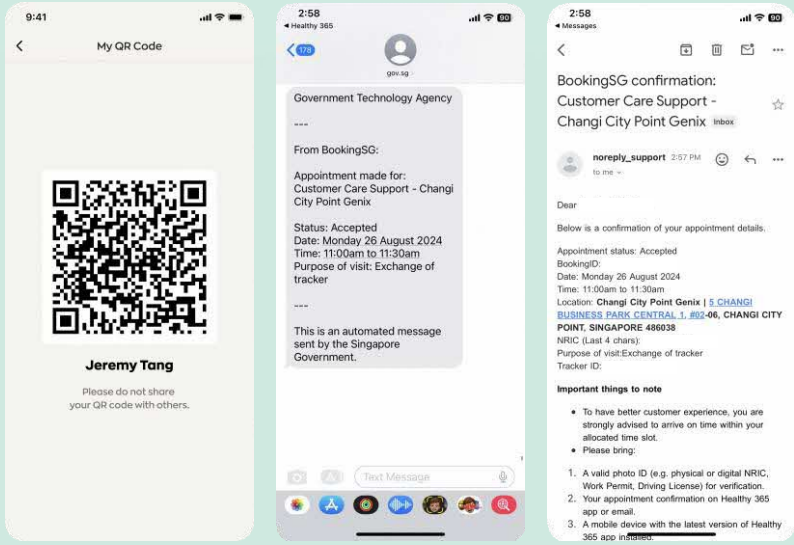 9:41
My QR Code
Jeremy Tang
Please do not share
your QR code with others.
2:58
◀ Healthy 365
90
178
gov.sg
Government Technology Agency
---
From BookingSG:
Appointment made for:
Customer Care Support - Changi
City Point Genix
Status: Accepted
Date: Monday 26 August 2024
Time: 11:00am to 11:30am
Purpose of visit: Exchange of
tracker
---
This is an automated message
sent by the Singapore
Government.
Text Message
2:58
◀ Messages
90
BookingSG confirmation:
Customer Care Support -
Changi City Point Genix Inbox
noreply_support 2:57 PM
to me
Dear
Below is a confirmation of your appointment details.
Appointment status: Accepted
BookingID:
Date: Monday 26 August 2024
Time: 11:00am to 11:30am
Location: Changi City Point Genix | 5 CHANGI
BUSINESS PARK CENTRAL 1, #02-06, CHANGI CITY
POINT, SINGAPORE 486038
NRIC (Last 4 chars):
Purpose of visit:Exchange of tracker
Tracker ID:
Important things to note
• To have better customer experience, you are
strongly advised to arrive on time within your
allocated time slot.
• Please bring:
1. A valid photo ID (e.g. physical or digital NRIC,
Work Permit, Driving License) for verification.
2. Your appointment confirmation on Healthy 365
app or email.
3. A mobile device with the latest version of Healthy
365 app installed.